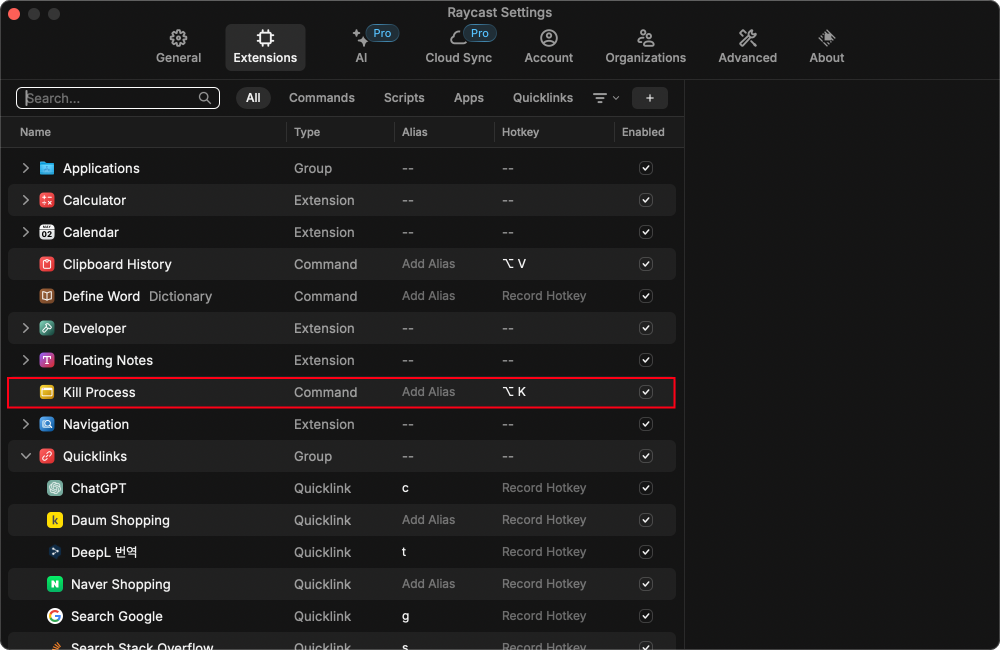 Raycast Settings
General Extensions Pro AI Pro Cloud Sync Account Organizations Advanced About
Search... All Commands Scripts Apps Quicklinks +
Name Type Alias Hotkey Enabled
Applications Group -- --
Calculator Extension -- --
Calendar Extension -- --
Clipboard History Command Add Alias ⌥ V
Define Word Dictionary Command Add Alias Record Hotkey
Developer Extension -- --
Floating Notes Extension -- --
Kill Process Command Add Alias ⌥ K
Navigation Extension -- --
Quicklinks Group -- --
ChatGPT Quicklink c Record Hotkey
k Daum Shopping Quicklink Add Alias Record Hotkey
DeepL 번역 Quicklink t Record Hotkey
N Naver Shopping Quicklink Add Alias Record Hotkey
G Search Google Quicklink g Record Hotkey
Search Stack Overflow Quicklink s Record Hotkey